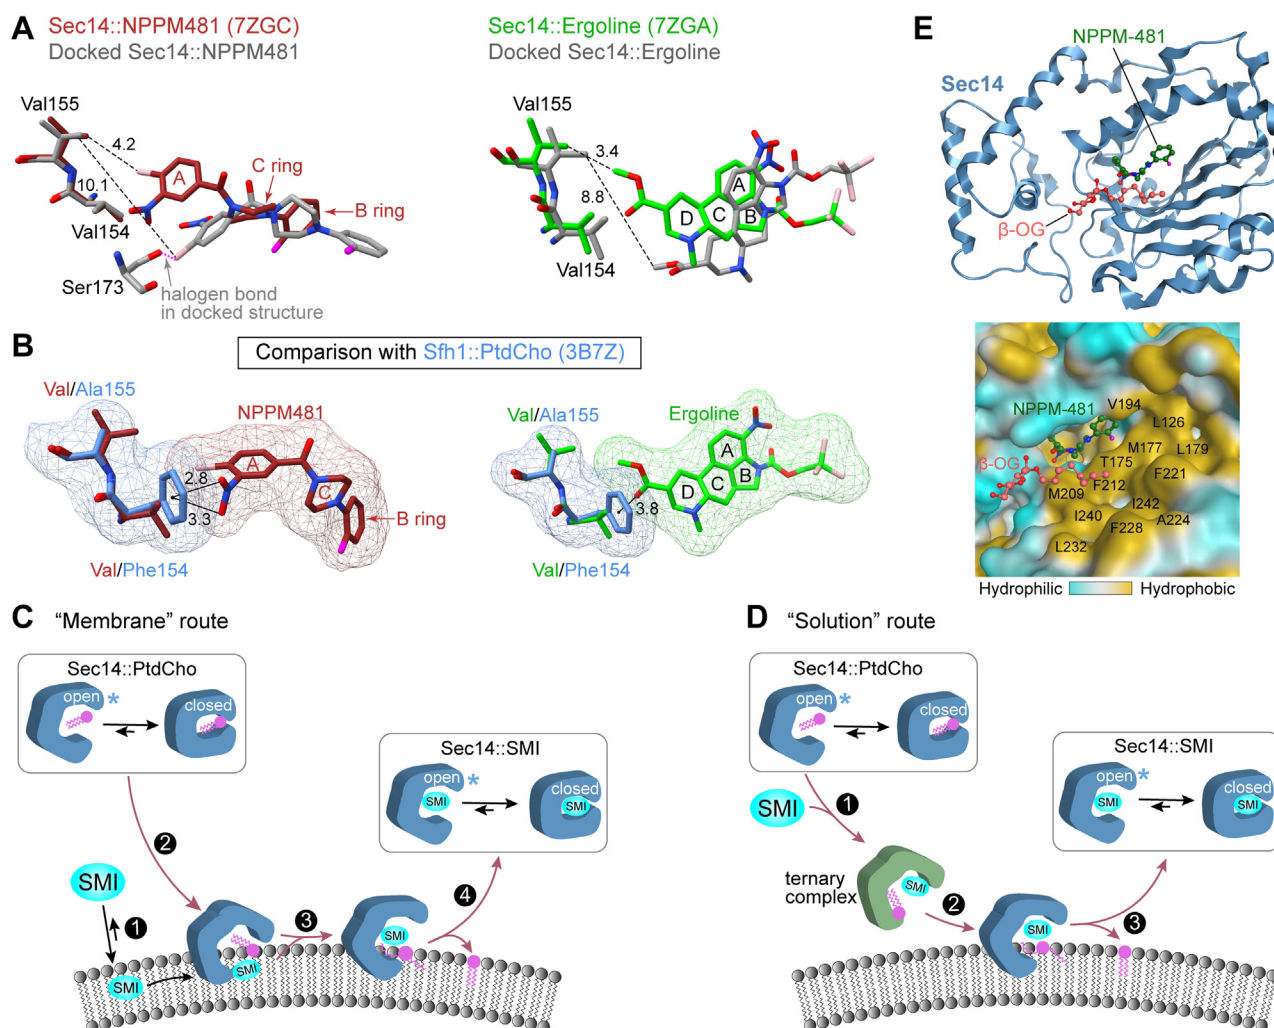 A
Sec14::NPPM481 (7ZGC)
Docked Sec14::NPPM481
Val155
4.2
A
C ring
10.1
B ring
Val154
Ser173
halogen bond
in docked structure
Sec14::Ergoline (7ZGA)
Docked Sec14::Ergoline
Val155
3.4
8.8
A
D
C
B
Val154
B
Comparison with Sfh1::PtdCho (3B7Z)
Val/Ala155
NPPM481
2.8
A
3.3
C
B ring
Val/Phe154
Val/Ala155
Ergoline
A
D
C
B
3.8
Val/Phe154
E
NPPM-481
Sec14
β-OG
NPPM-481
V194
L126
M177
L179
β-OG
T175
F221
F212
M209
I242
I240
A224
F228
L232
Hydrophilic
Hydrophobic
C
“Membrane” route
Sec14::PtdCho
open *
closed
Sec14::SMI
open *
closed
SMI
SMI
2
SMI
1
3
4
SMI
SMI
SMI
D
“Solution” route
Sec14::PtdCho
open *
closed
Sec14::SMI
open *
closed
SMI
SMI
SMI
1
ternary
complex
SMI
2
SMI
3